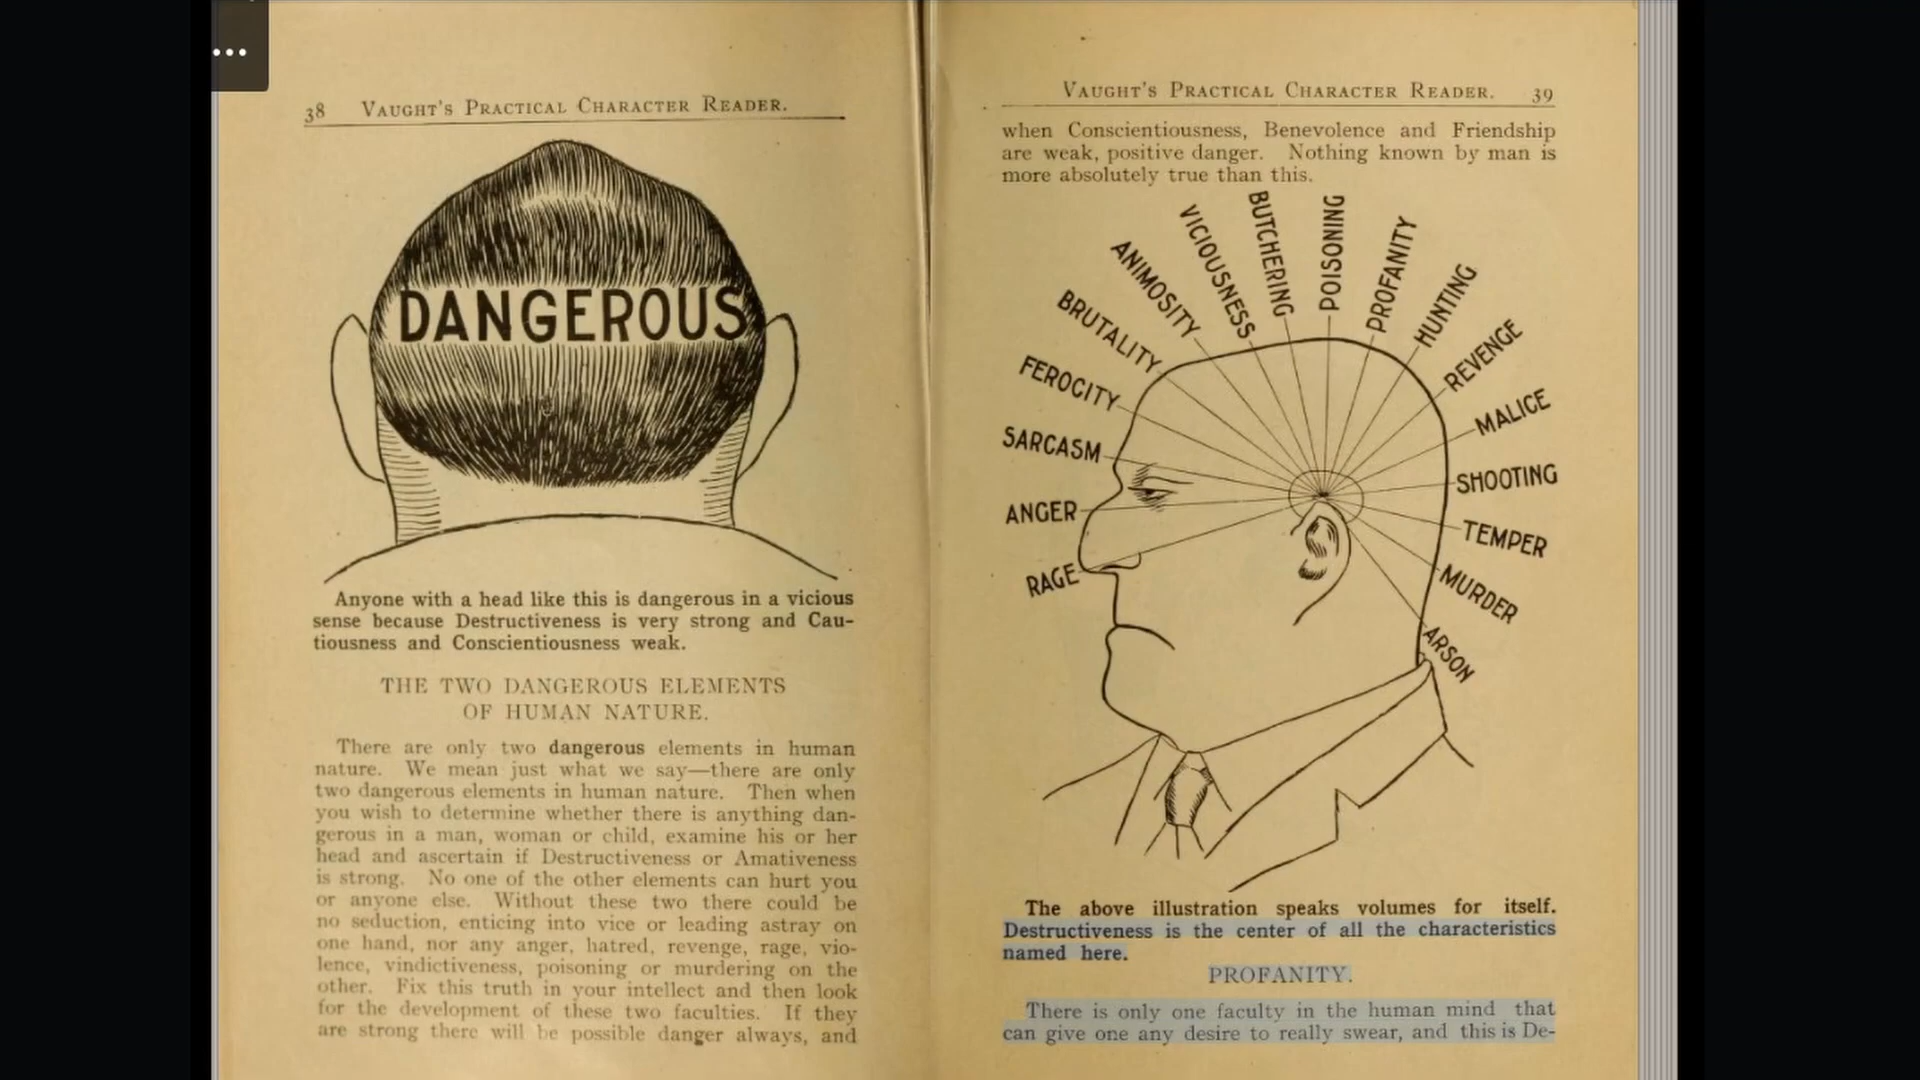 38 VAUGHT'S PRACTICAL CHARACTER READER.
DANGEROUS
Anyone with a head like this is dangerous in a vicious
sense because Destructiveness is very strong and Cau-
tiousness and Conscientiousness weak.
THE TWO DANGEROUS ELEMENTS
OF HUMAN NATURE.
There are only two dangerous elements in human
nature. We mean just what we say—there are only
two dangerous elements in human nature. Then when
you wish to determine whether there is anything dan-
gerous in a man, woman or child, examine his or her
head and ascertain if Destructiveness or Amativeness
is strong. No one of the other elements can hurt you
or anyone else. Without these two there could be
no seduction, enticing into vice or leading astray on
one hand, nor any anger, hatred, revenge, rage, vio-
lence, vindictiveness, poisoning or murdering on the
other. Fix this truth in your intellect and then look
for the development of these two faculties. If they
are strong there will be possible danger always, and
VAUGHT'S PRACTICAL CHARACTER READER. 39
when Conscientiousness, Benevolence and Friendship
are weak, positive danger. Nothing known by man is
more absolutely true than this.
RAGE
ANGER
SARCASM
FEROCITY
BRUTALITY
ANIMOSITY
VICIOUSNESS
BUTCHERING
POISONING
PROFANITY
HUNTING
REVENGE
MALICE
SHOOTING
TEMPER
MURDER
ARSON
The above illustration speaks volumes for itself.
Destructiveness is the center of all the characteristics
named here.
PROFANITY.
There is only one faculty in the human mind that
can give one any desire to really swear, and this is De-